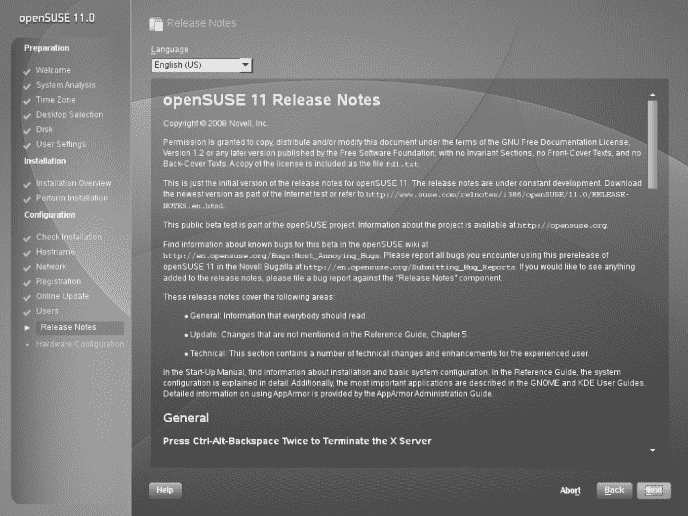 openSUSE 11.0
Preparation
Welcome
System Analysis
Time Zone
Desktop Selection
Disk
User Settings
Installation
Installation Overview
Perform Installation
Configuration
Check Installation
Hostname
Network
Registration
Online Update
Users
Release Notes
Hardware Configuration
Release Notes
Language
English (US)
openSUSE 11 Release Notes
Copyright © 2008 Novell, Inc.
Permission is granted to copy, distribute and/or modify this document under the terms of the GNU Free Documentation License,
Version 1.2 or any later version published by the Free Software Foundation; with no Invariant Sections, no Front-Cover Texts, and no
Back-Cover Texts. A copy of the license is included as the file fdl.txt.
This is just the initial version of the release notes for openSUSE 11. The release notes are under constant development. Download
the newest version as part of the Internet test or refer to http://www.suse.com/relnotes/i386/openSUSE/11.0/RELEASE-
NOTES.en.html.
This public beta test is part of the openSUSE project. Information about the project is available at http://opensuse.org.
Find information about known bugs for this beta in the openSUSE wiki at
http://en.opensuse.org/Bugs:Most_Annoying_Bugs. Please report all bugs you encounter using this prerelease of
openSUSE 11 in the Novell Bugzilla at http://en.opensuse.org/Submitting_Bug_Reports. If you would like to see anything
added to the release notes, please file a bug report against the "Release Notes" component.
These release notes cover the following areas:
• General: Information that everybody should read.
• Update: Changes that are not mentioned in the Reference Guide, Chapter 5.
• Technical: This section contains a number of technical changes and enhancements for the experienced user.
In the Start-Up Manual, find information about installation and basic system configuration. In the Reference Guide, the system
configuration is explained in detail. Additionally, the most important applications are described in the GNOME and KDE User Guides.
Detailed information on using AppArmor is provided by the AppArmor Administration Guide.
General
Press Ctrl-Alt-Backspace Twice to Terminate the X Server
Help
Abort
Back
Next